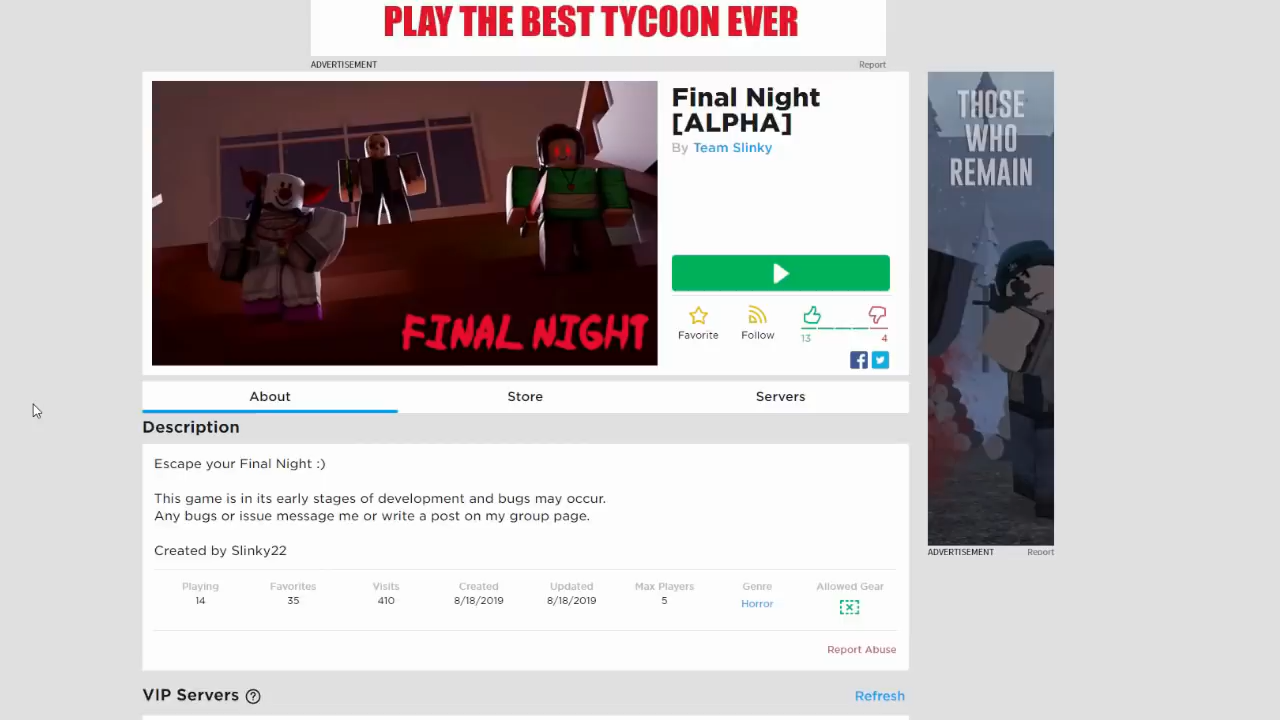 PLAY THE BEST TYCOON EVER
ADVERTISEMENT
Report
Final Night
[ALPHA]
By Team Slinky
THOSE
WHO
REMAIN
FINAL NIGHT
Favorite
Follow
13
4
About
Store
Servers
Description
Escape your Final Night :)
This game is in its early stages of development and bugs may occur.
Any bugs or issue message me or write a post on my group page.
Created by Slinky22
ADVERTISEMENT
Report
Playing
Favorites
Visits
Created
Updated
Max Players
Genre
Allowed Gear
14
35
410
8/18/2019
8/18/2019
5
Horror
Report Abuse
VIP Servers
Refresh